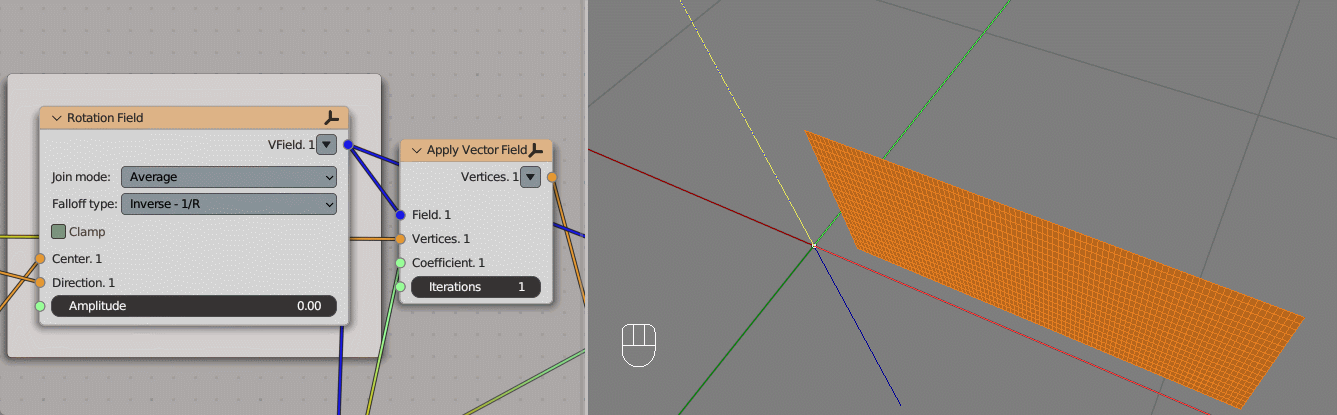 Rotation Field
VField. 1
Join mode: Average
Falloff type: Inverse - 1/R
Clamp
Center. 1
Direction. 1
Amplitude 0.00
Apply Vector Field
Vertices. 1
Field. 1
Vertices. 1
Coefficient. 1
Iterations 1